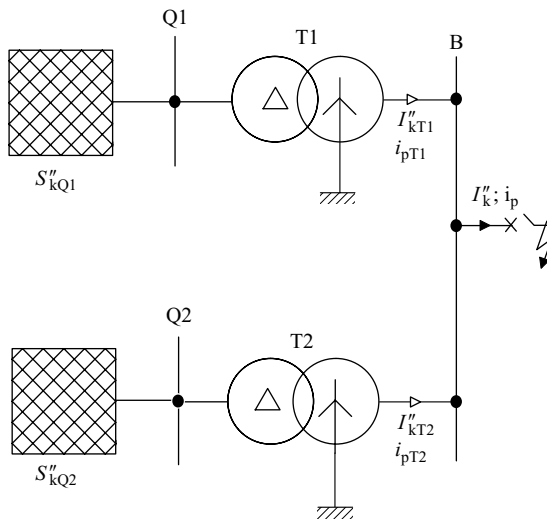 Q1
T1
B
S″kQ1
I″kT1
ipT1
I″k; ip
Q2
T2
S″kQ2
I″kT2
ipT2